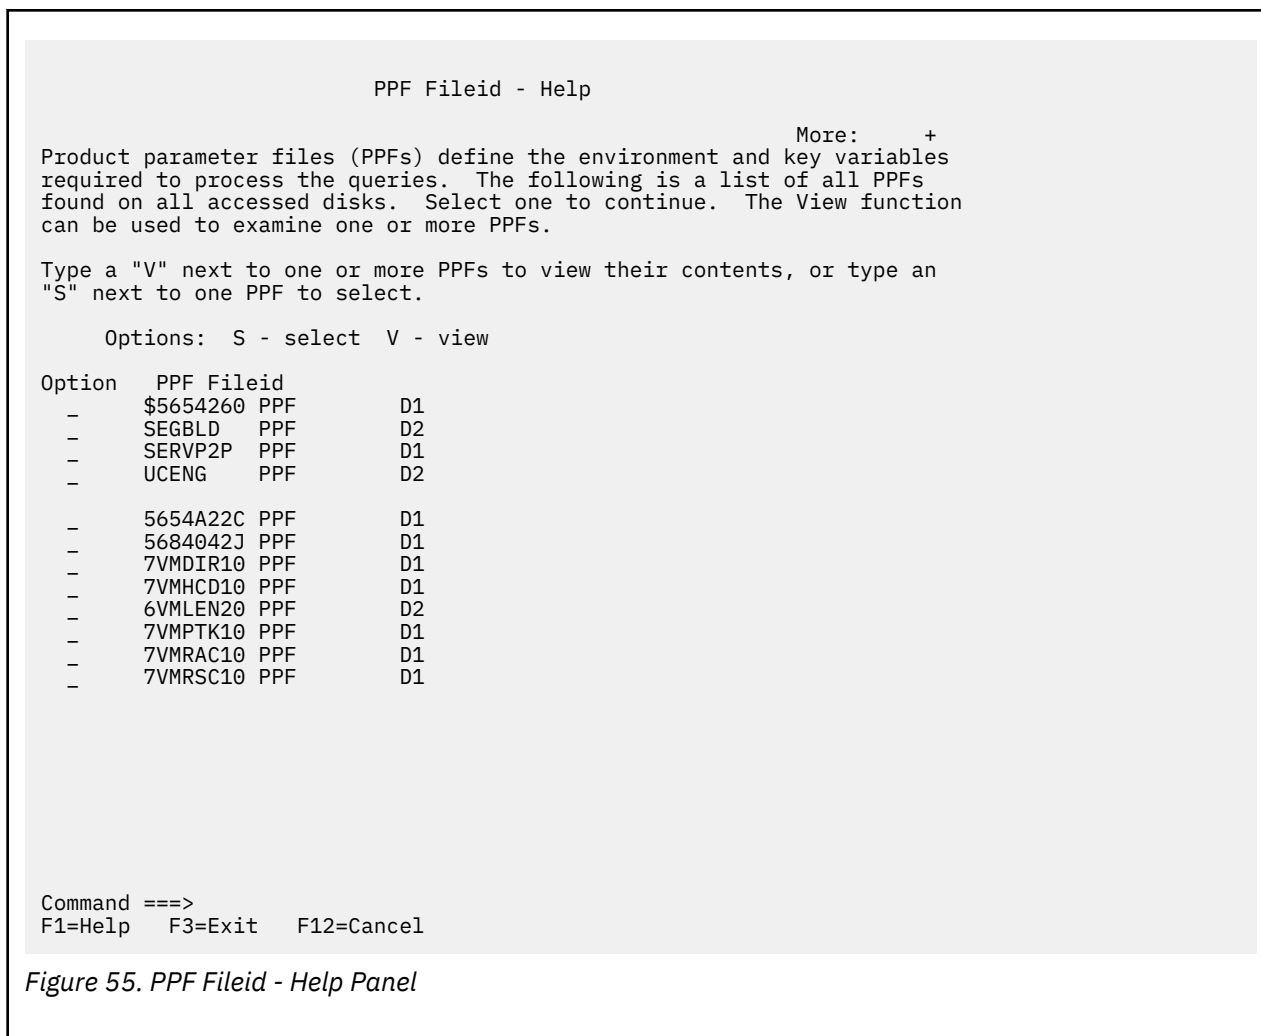 PPF Fileid - Help
More:     +
Product parameter files (PPFs) define the environment and key variables
required to process the queries.  The following is a list of all PPFs
found on all accessed disks.  Select one to continue.  The View function
can be used to examine one or more PPFs.
Type a "V" next to one or more PPFs to view their contents, or type an
"S" next to one PPF to select.
Options:  S - select  V - view
Option   PPF Fileid
_     $5654260 PPF        D1
_     SEGBLD   PPF        D2
_     SERVP2P  PPF        D1
_     UCENG    PPF        D2
_     5654A22C PPF        D1
_     5684042J PPF        D1
_     7VMDIR10 PPF        D1
_     7VMHCD10 PPF        D1
_     6VMLEN20 PPF        D2
_     7VMPTK10 PPF        D1
_     7VMRAC10 PPF        D1
_     7VMRSC10 PPF        D1
Command ===>
F1=Help   F3=Exit   F12=Cancel
Figure 55. PPF Fileid - Help Panel